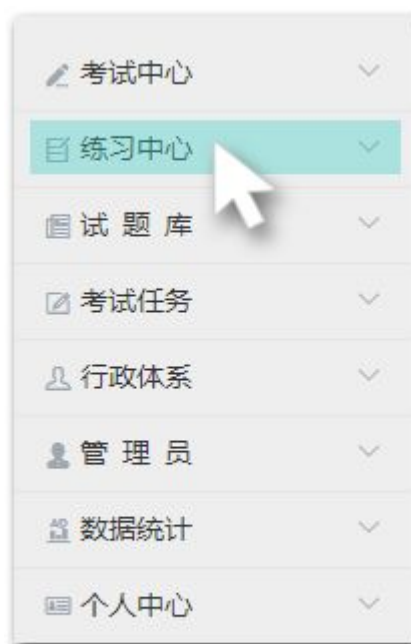 考试中心
练习中心
试 题 库
考试任务
行政体系
管 理 员
数据统计
个人中心